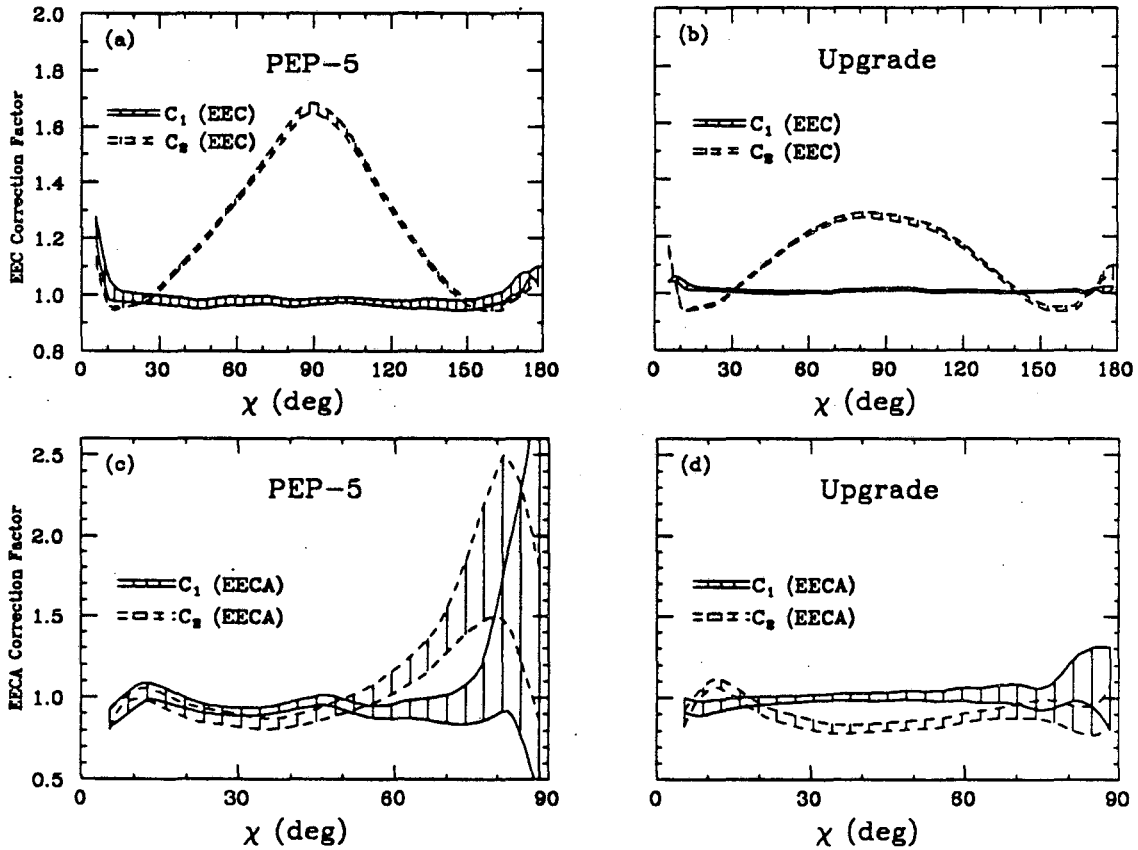 (a)
PEP-5
C₁ (EEC)
C₂ (EEC)
EEC Correction Factor
2.0
1.8
1.6
1.4
1.2
1.0
0.8
0
30
60
90
120
150
180
χ (deg)
(b)
Upgrade
C₁ (EEC)
C₂ (EEC)
0
30
60
90
120
150
180
χ (deg)
(c)
PEP-5
C₁ (EECA)
C₂ (EECA)
EECA Correction Factor
2.5
2.0
1.5
1.0
0.5
0
30
60
90
χ (deg)
(d)
Upgrade
C₁ (EECA)
C₂ (EECA)
0
30
60
90
χ (deg)